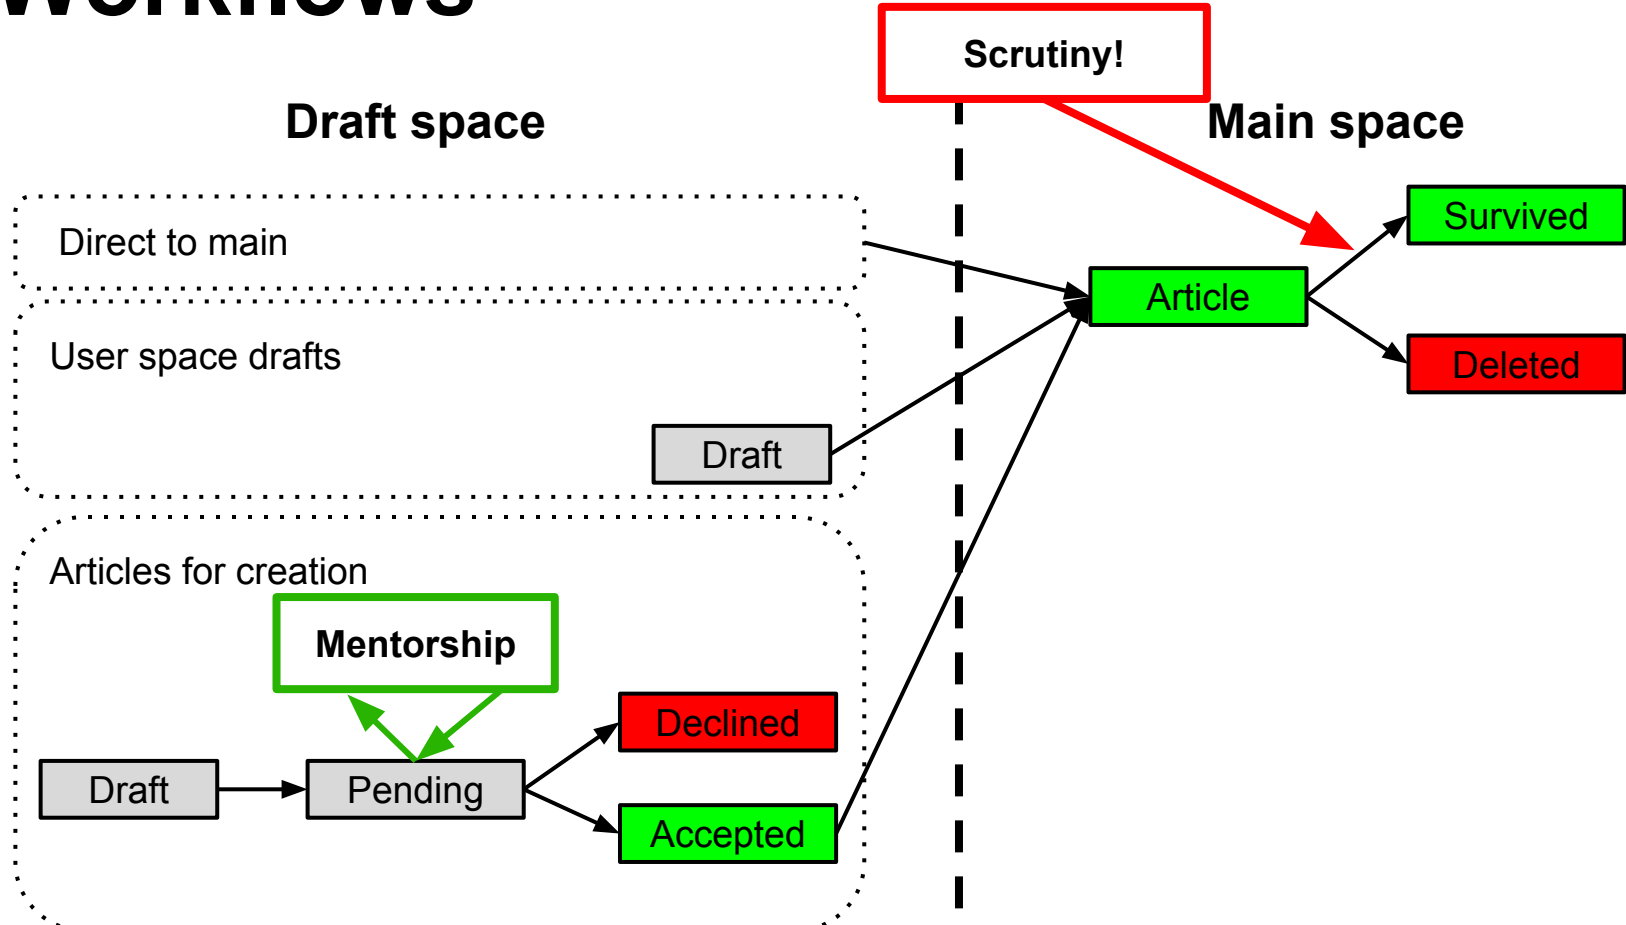 Workflows
Scrutiny!
Draft space
Main space
Direct to main
Survived
Article
User space drafts
Deleted
Draft
Articles for creation
Mentorship
Declined
Draft
Pending
Accepted